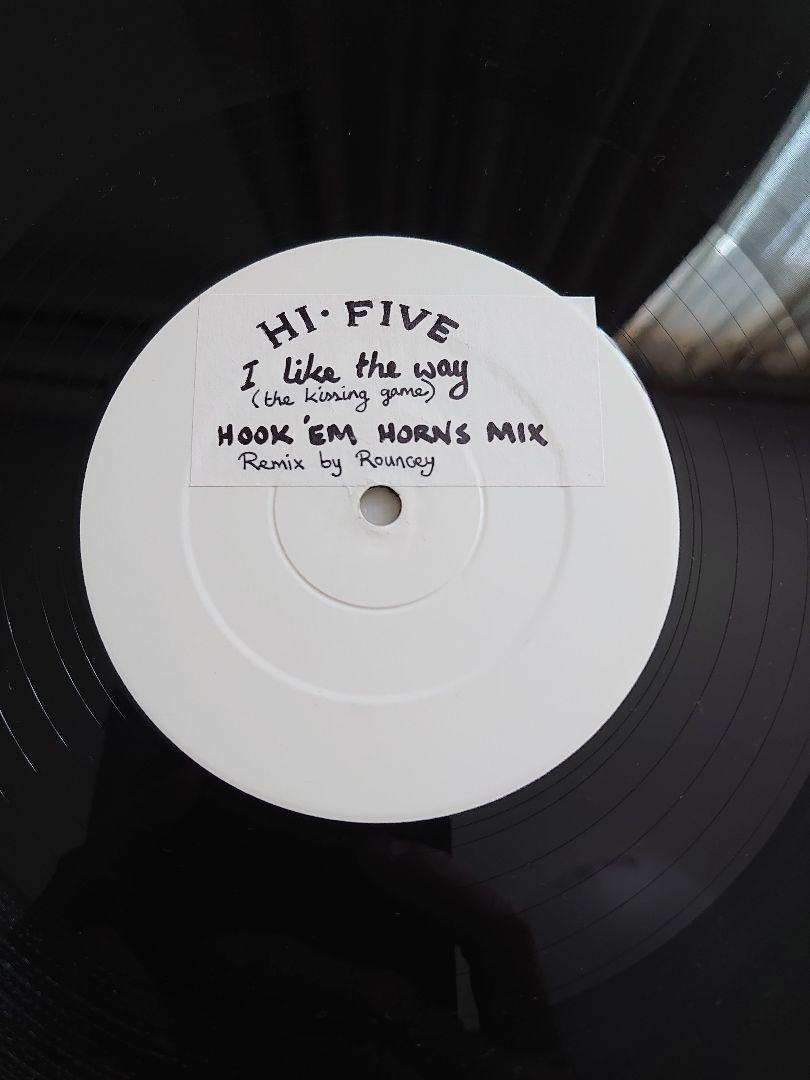 HI·FIVE
I like the way
(the kissing game)
HOOK 'EM HORNS MIX
Remix by Rouncey